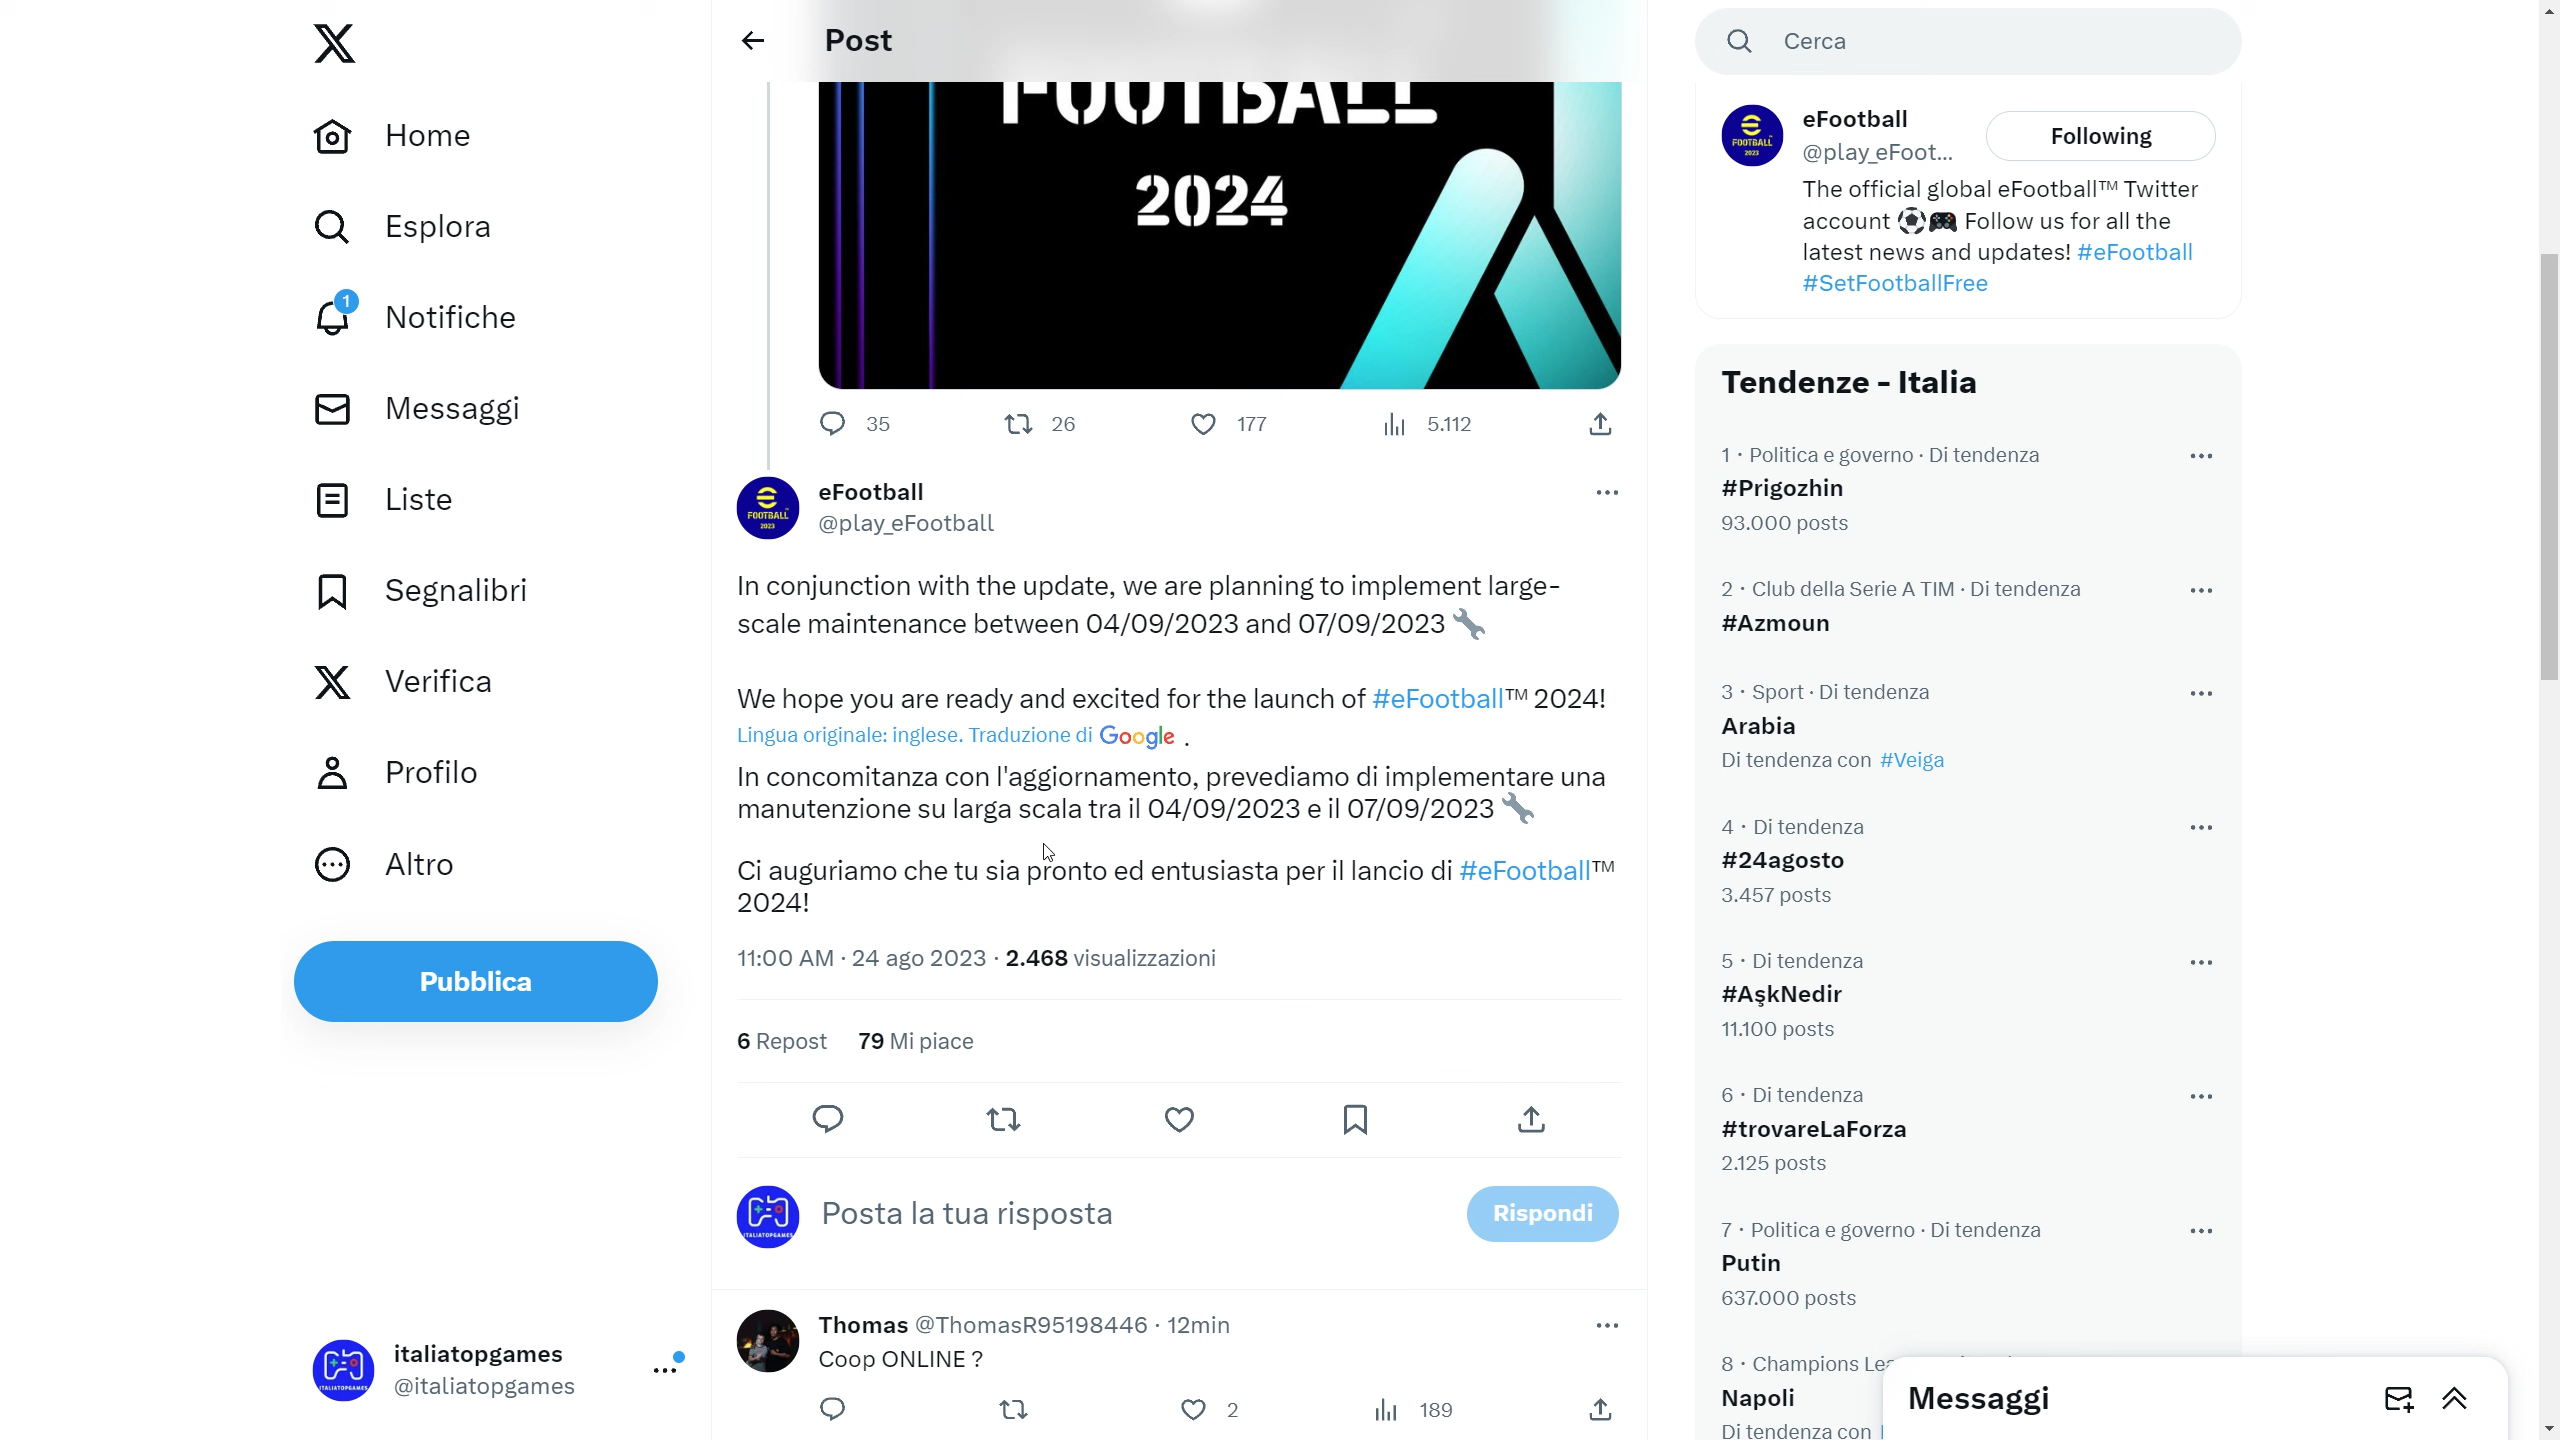 Home
Esplora
1
Notifiche
Messaggi
Liste
Segnalibri
Verifica
Profilo
Altro
Pubblica
italiatopgames
@italiatopgames
Post
FOOTBALL
2024
35 26 177 5.112
eFootball
@play_eFootball
In conjunction with the update, we are planning to implement large-
scale maintenance between 04/09/2023 and 07/09/2023 🔧
We hope you are ready and excited for the launch of #eFootball™ 2024!
Lingua originale: inglese. Traduzione di Google .
In concomitanza con l'aggiornamento, prevediamo di implementare una
manutenzione su larga scala tra il 04/09/2023 e il 07/09/2023 🔧
Ci auguriamo che tu sia pronto ed entusiasta per il lancio di #eFootball™
2024!
11:00 AM · 24 ago 2023 · 2.468 visualizzazioni
6 Repost 79 Mi piace
Posta la tua risposta
Rispondi
Thomas @ThomasR95198446 · 12min
Coop ONLINE ?
2 189
Cerca
eFootball
@play_eFoot...
Following
The official global eFootball™ Twitter
account ⚽🎮 Follow us for all the
latest news and updates! #eFootball
#SetFootballFree
Tendenze - Italia
1 · Politica e governo · Di tendenza
#Prigozhin
93.000 posts
2 · Club della Serie A TIM · Di tendenza
#Azmoun
3 · Sport · Di tendenza
Arabia
Di tendenza con #Veiga
4 · Di tendenza
#24agosto
3.457 posts
5 · Di tendenza
#AşkNedir
11.100 posts
6 · Di tendenza
#trovareLaForza
2.125 posts
7 · Politica e governo · Di tendenza
Putin
637.000 posts
8 · Champions
Napoli
Di tendenza con
Messaggi